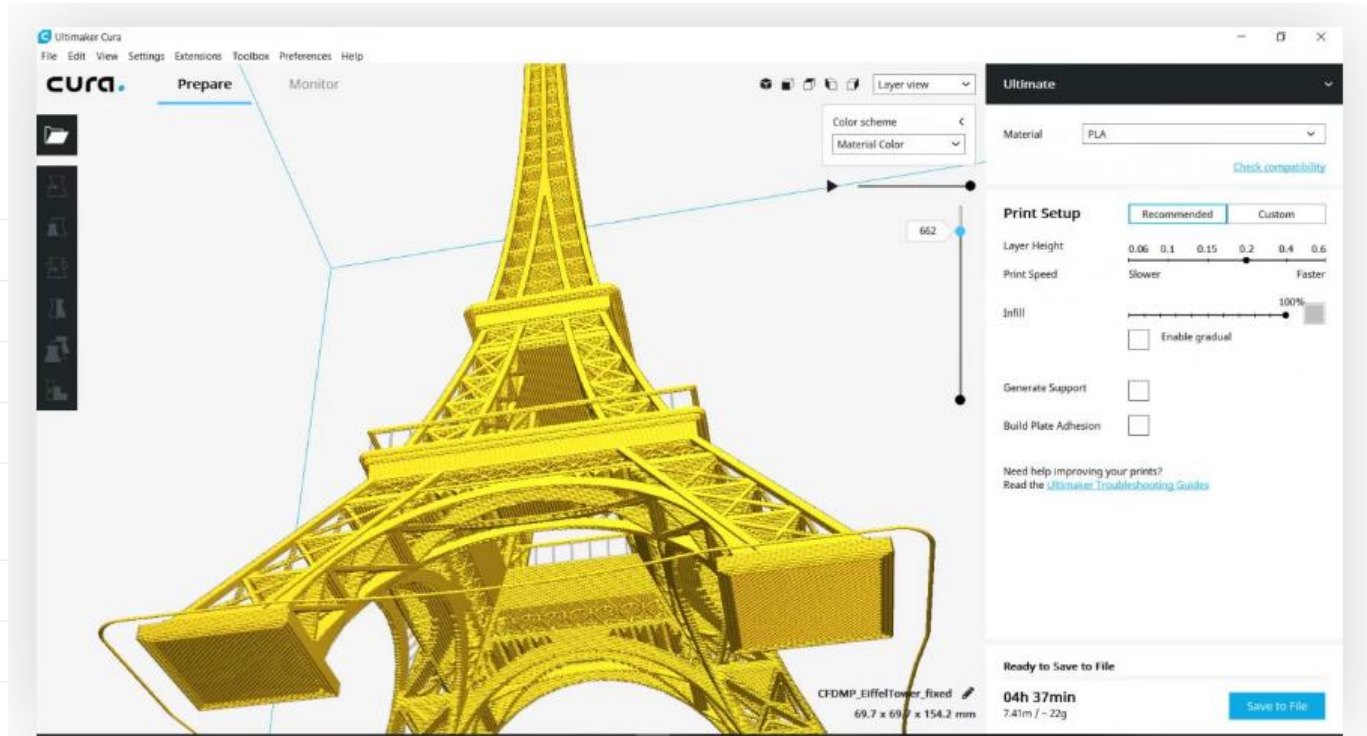 Ultimaker Cura
File Edit View Settings Extensions Toolbox Preferences Help
cura.
Prepare
Monitor
Layer view
Color scheme
Material Color
662
CFDMP_EiffelTower_fixed
69.7 x 69.7 x 154.2 mm
Ultimate
Material
PLA
Check compatibility
Print Setup
Recommended
Custom
Layer Height
0.06 0.1 0.15 0.2 0.4 0.6
Print Speed
Slower
Faster
100%
Infill
Enable gradual
Generate Support
Build Plate Adhesion
Need help improving your prints?
Read the Ultimaker Troubleshooting Guides
Ready to Save to File
04h 37min
7.41m / ~ 22g
Save to File